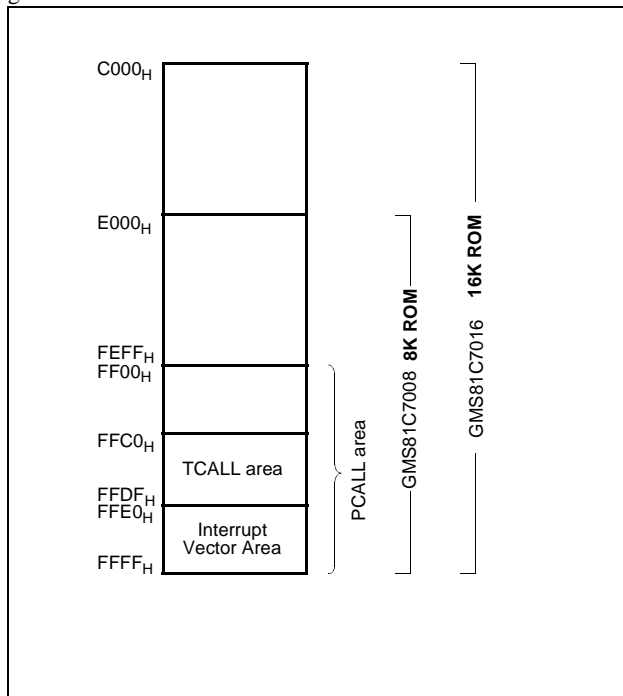 C000H
E000H
FEFFH
FF00H
FFC0H
TCALL area
FFDFH
FFE0H
Interrupt
Vector Area
FFFFH
PCALL area
GMS81C7008 8K ROM
GMS81C7016 16K ROM